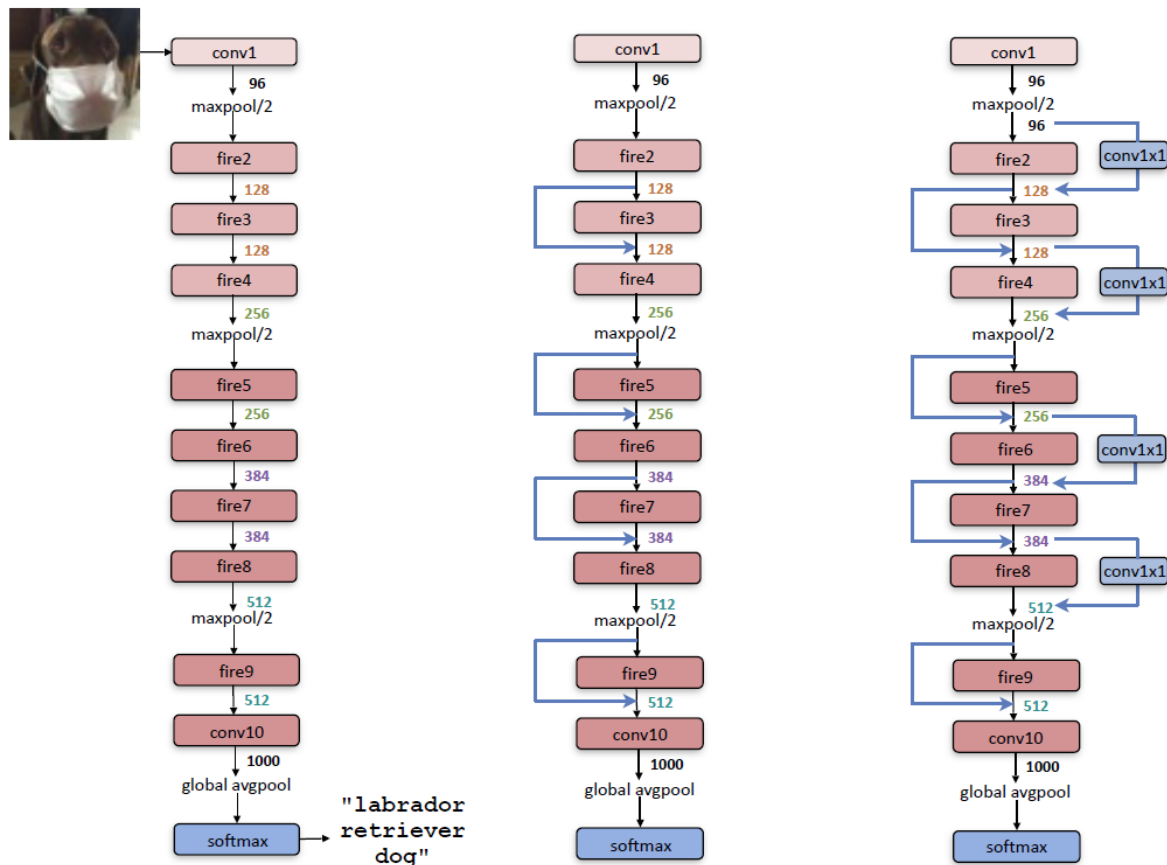 conv1
96
maxpool/2
fire2
128
fire3
128
fire4
256
maxpool/2
fire5
256
fire6
384
fire7
384
fire8
512
maxpool/2
fire9
512
conv10
1000
global avgpool
softmax
"labrador
retriever
dog"
conv1
96
maxpool/2
fire2
128
fire3
128
fire4
256
maxpool/2
fire5
256
fire6
384
fire7
384
fire8
512
maxpool/2
fire9
512
conv10
1000
global avgpool
softmax
conv1
96
maxpool/2
96
conv1x1
fire2
128
fire3
128
conv1x1
fire4
256
maxpool/2
fire5
256
conv1x1
fire6
384
fire7
384
conv1x1
fire8
512
maxpool/2
fire9
512
conv10
1000
global avgpool
softmax